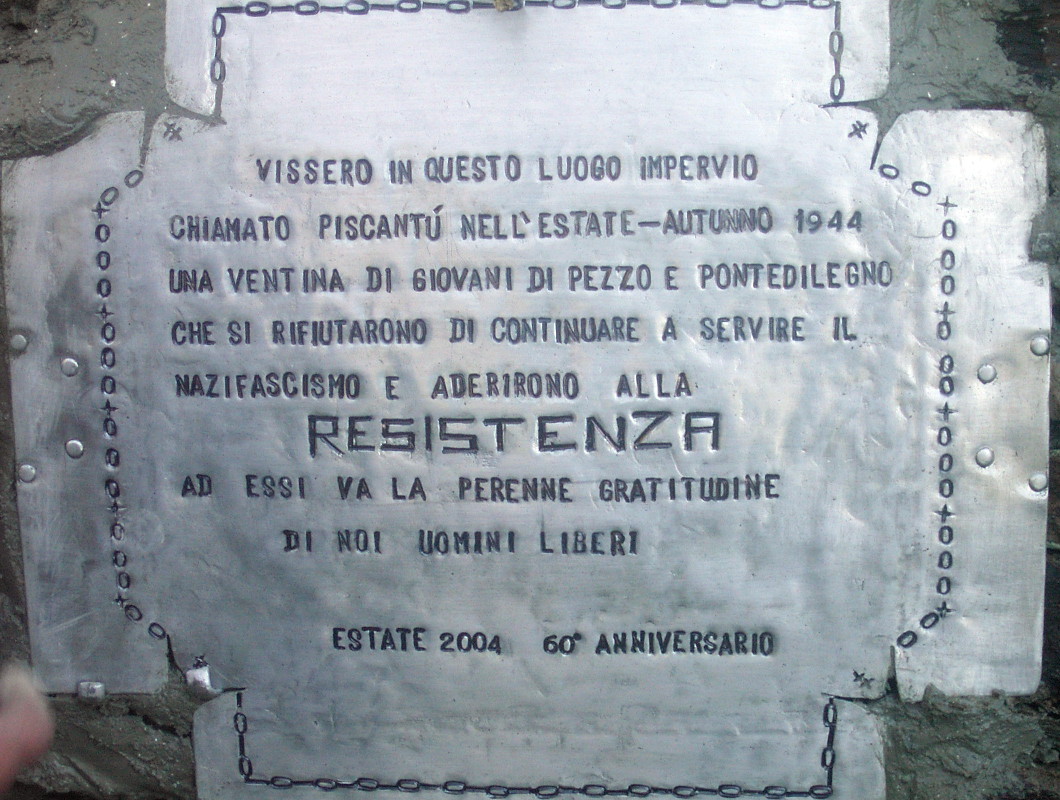 VISSERO IN QUESTO LUOGO IMPERVIO
CHIAMATO PISCANTÚ NELL'ESTATE-AUTUNNO 1944
UNA VENTINA DI GIOVANI DI PEZZO E PONTEDILEGNO
CHE SI RIFIUTARONO DI CONTINUARE A SERVIRE IL
NAZIFASCISMO E ADERIRONO ALLA
RESISTENZA
AD ESSI VA LA PERENNE GRATITUDINE
DI NOI UOMINI LIBERI
ESTATE 2004 60° ANNIVERSARIO